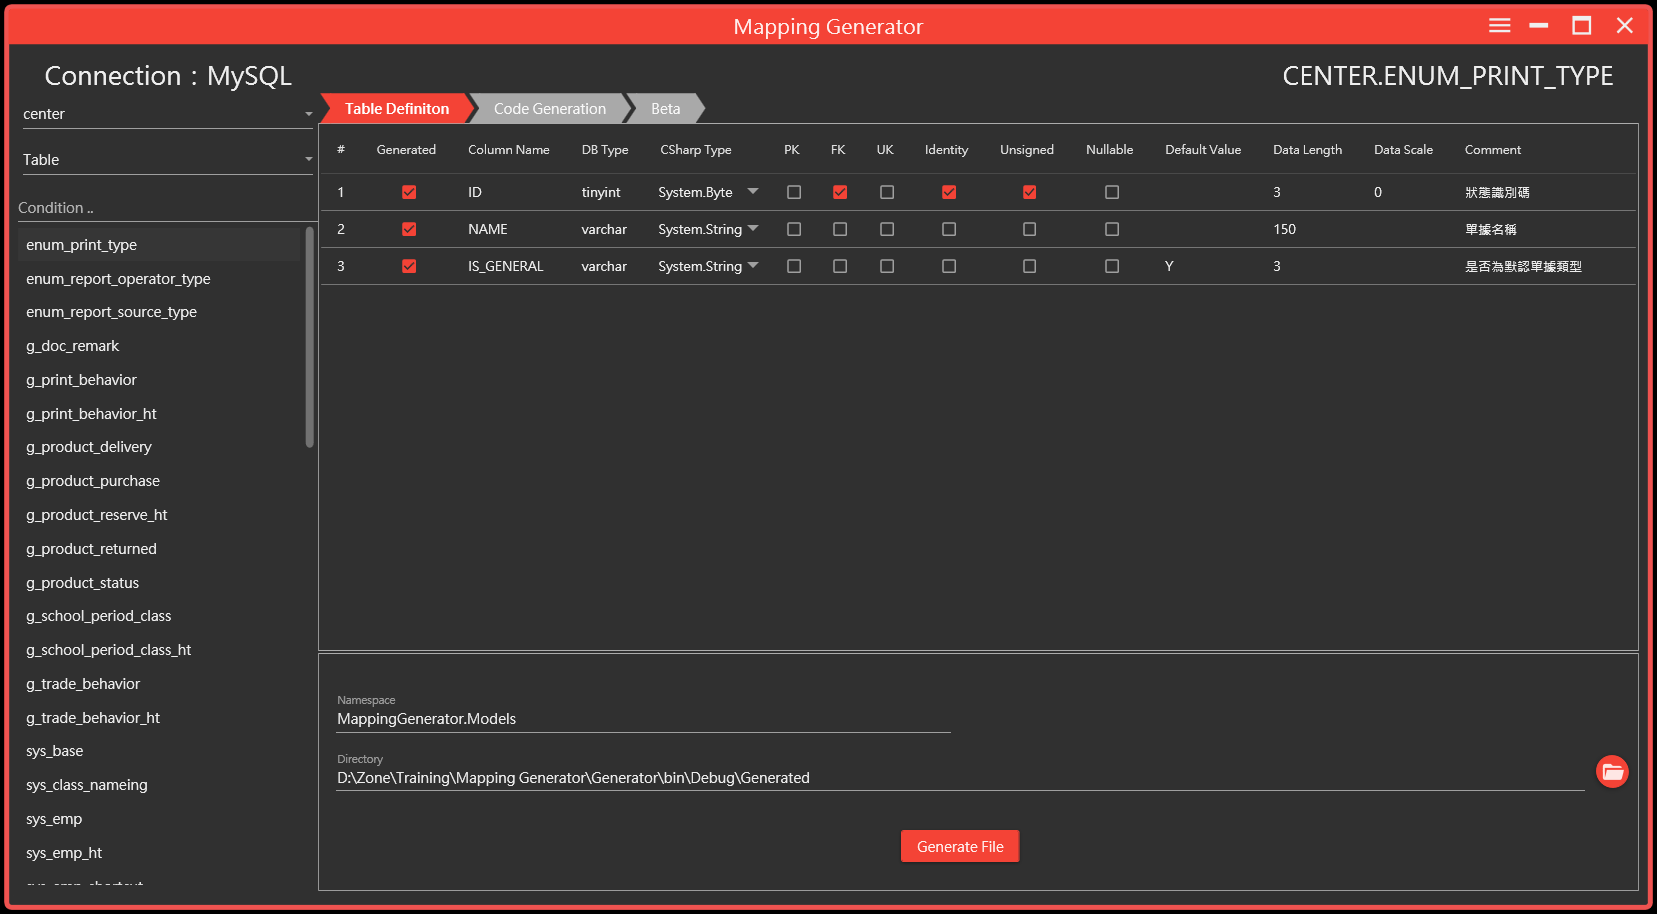 Mapping Generator
Connection : MySQL
CENTER.ENUM_PRINT_TYPE
center
Table
Condition ..
enum_print_type
enum_report_operator_type
enum_report_source_type
g_doc_remark
g_print_behavior
g_print_behavior_ht
g_product_delivery
g_product_purchase
g_product_reserve_ht
g_product_returned
g_product_status
g_school_period_class
g_school_period_class_ht
g_trade_behavior
g_trade_behavior_ht
sys_base
sys_class_nameing
sys_emp
sys_emp_ht
Table Definiton Code Generation Beta
# Generated Column Name DB Type CSharp Type PK FK UK Identity Unsigned Nullable Default Value Data Length Data Scale Comment
1 ID tinyint System.Byte 3 0 狀態識別碼
2 NAME varchar System.String 150 單據名稱
3 IS_GENERAL varchar System.String Y 3 是否為默認單據類型
Namespace
MappingGenerator.Models
Directory
D:\Zone\Training\Mapping Generator\Generator\bin\Debug\Generated
Generate File